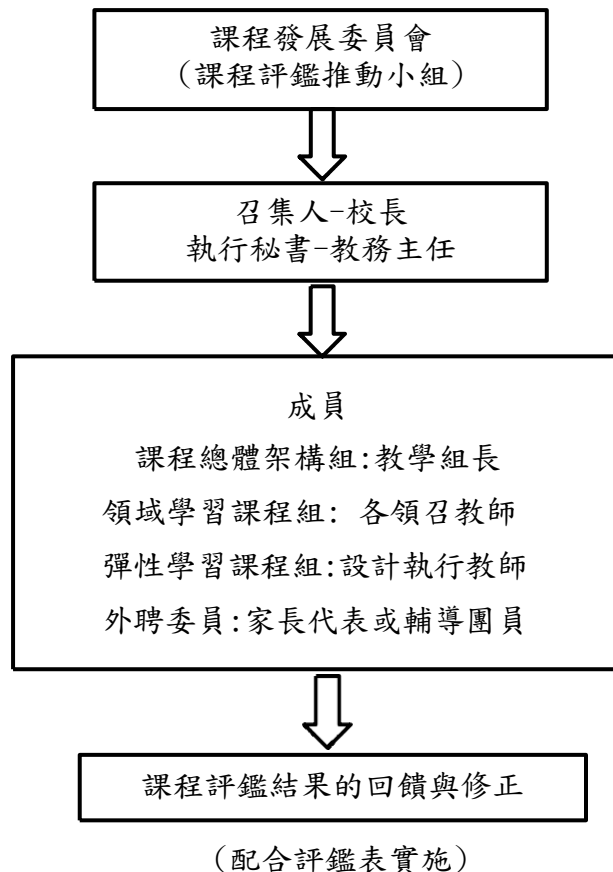 課程發展委員會
(課程評鑑推動小組)
召集人-校長
執行秘書-教務主任
成員
課程總體架構組:教學組長
領域學習課程組: 各領召教師
彈性學習課程組:設計執行教師
外聘委員:家長代表或輔導團員
課程評鑑結果的回饋與修正
(配合評鑑表實施)